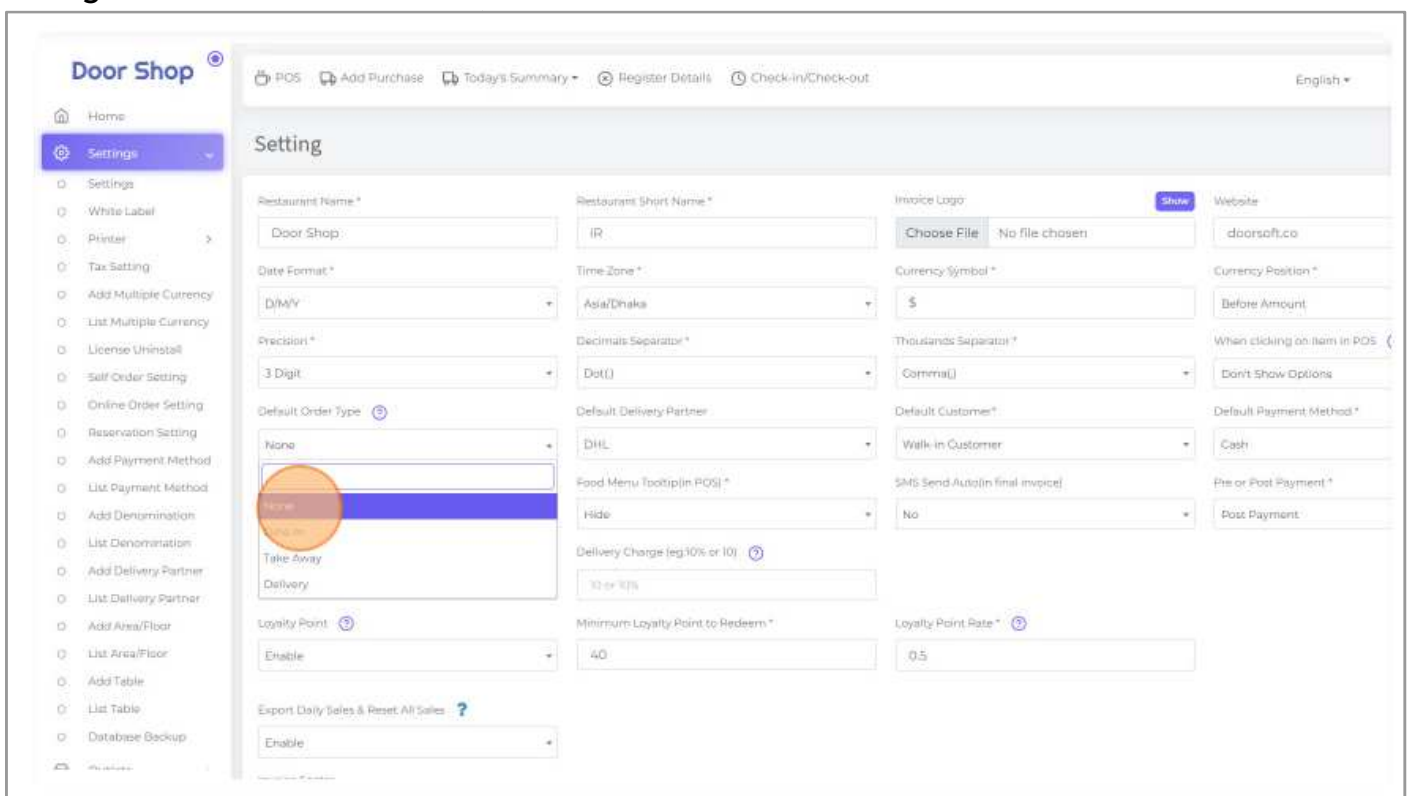 Door Shop
POS Add Purchase Today's Summary Register Details Check-in/Check-out English
Home
Settings
Setting
Settings
White Label
Printer
Tax Setting
Add Multiple Currency
List Multiple Currency
License Uninstall
Self Order Setting
Online Order Setting
Reservation Setting
Add Payment Method
List Payment Method
Add Denomination
List Denomination
Add Delivery Partner
List Delivery Partner
Add Area/Floor
List Area/Floor
Add Table
List Table
Database Backup
Restaurant Name * Restaurant Short Name * Invoice Logo Show Website
Door Shop IR Choose File No file chosen doorsoft.co
Date Format * Time Zone * Currency Symbol * Currency Position *
D/M/Y Asia/Dhaka $ Before Amount
Precision * Decimals Separator * Thousands Separator * When clicking on item in POS
3 Digit Dot(.) Comma(,) Don't Show Options
Default Order Type ? Default Delivery Partner Default Customer* Default Payment Method *
None DHL Walk-in Customer Cash
Food Menu Tooltip(in POS) * SMS Send Auto(in final invoice) Pre or Post Payment *
None Hide No Post Payment
Take Away
Delivery Charge (eg:10% or 10) ?
Delivery 10 or 10%
Loyalty Point ? Minimum Loyalty Point to Redeem * Loyalty Point Rate * ?
Enable 40 0.5
Export Daily Sales & Reset All Sales ?
Enable